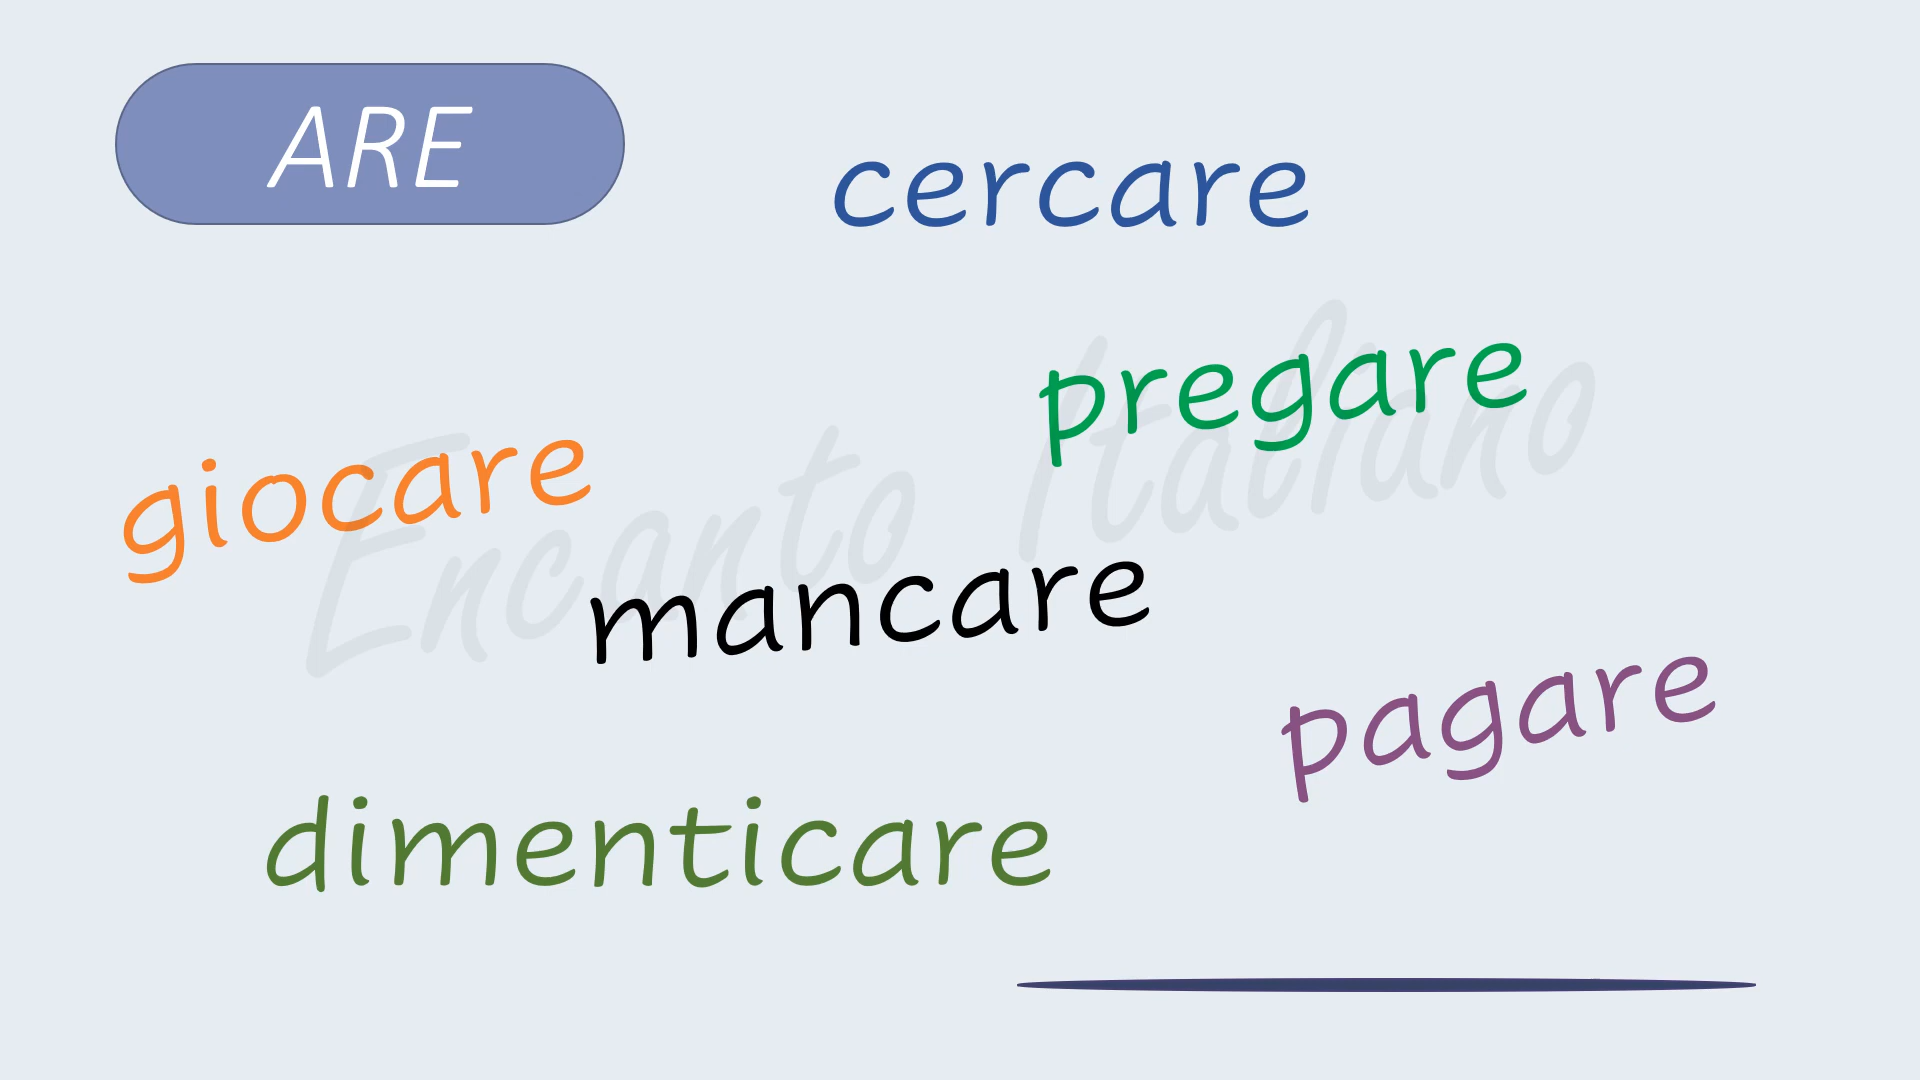 ARE
cercare
pregare
giocare
Encanto Italiano
mancare
pagare
dimenticare